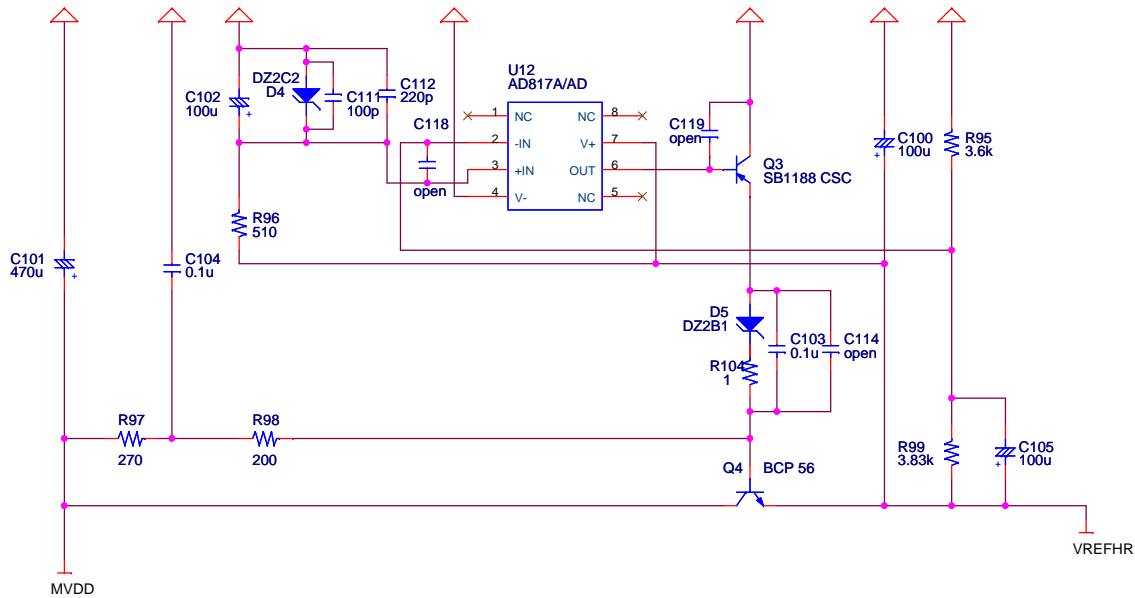 U12
AD817A/AD
DZ2C2
D4
C102
100u
+
C111
100p
C112
220p
C118
open
1
NC
NC
8
2
-IN
V+
7
3
+IN
OUT
6
4
V-
NC
5
C119
open
Q3
SB1188 CSC
C100
100u
+
R95
3.6k
R96
510
C101
470u
+
C104
0.1u
D5
DZ2B1
R104
1
C103
0.1u
C114
open
R97
270
R98
200
R99
3.83k
C105
100u
+
Q4
BCP 56
VREFHR
MVDD